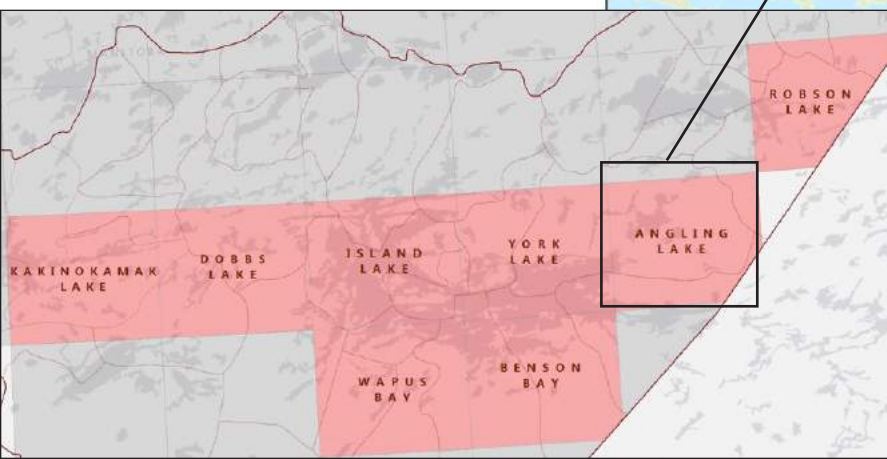 ROBSON
LAKE
ANGLING
LAKE
YORK
LAKE
ISLAND
LAKE
DOBBS
LAKE
KAKINOKAMAK
LAKE
BENSON
BAY
WAPUS
BAY